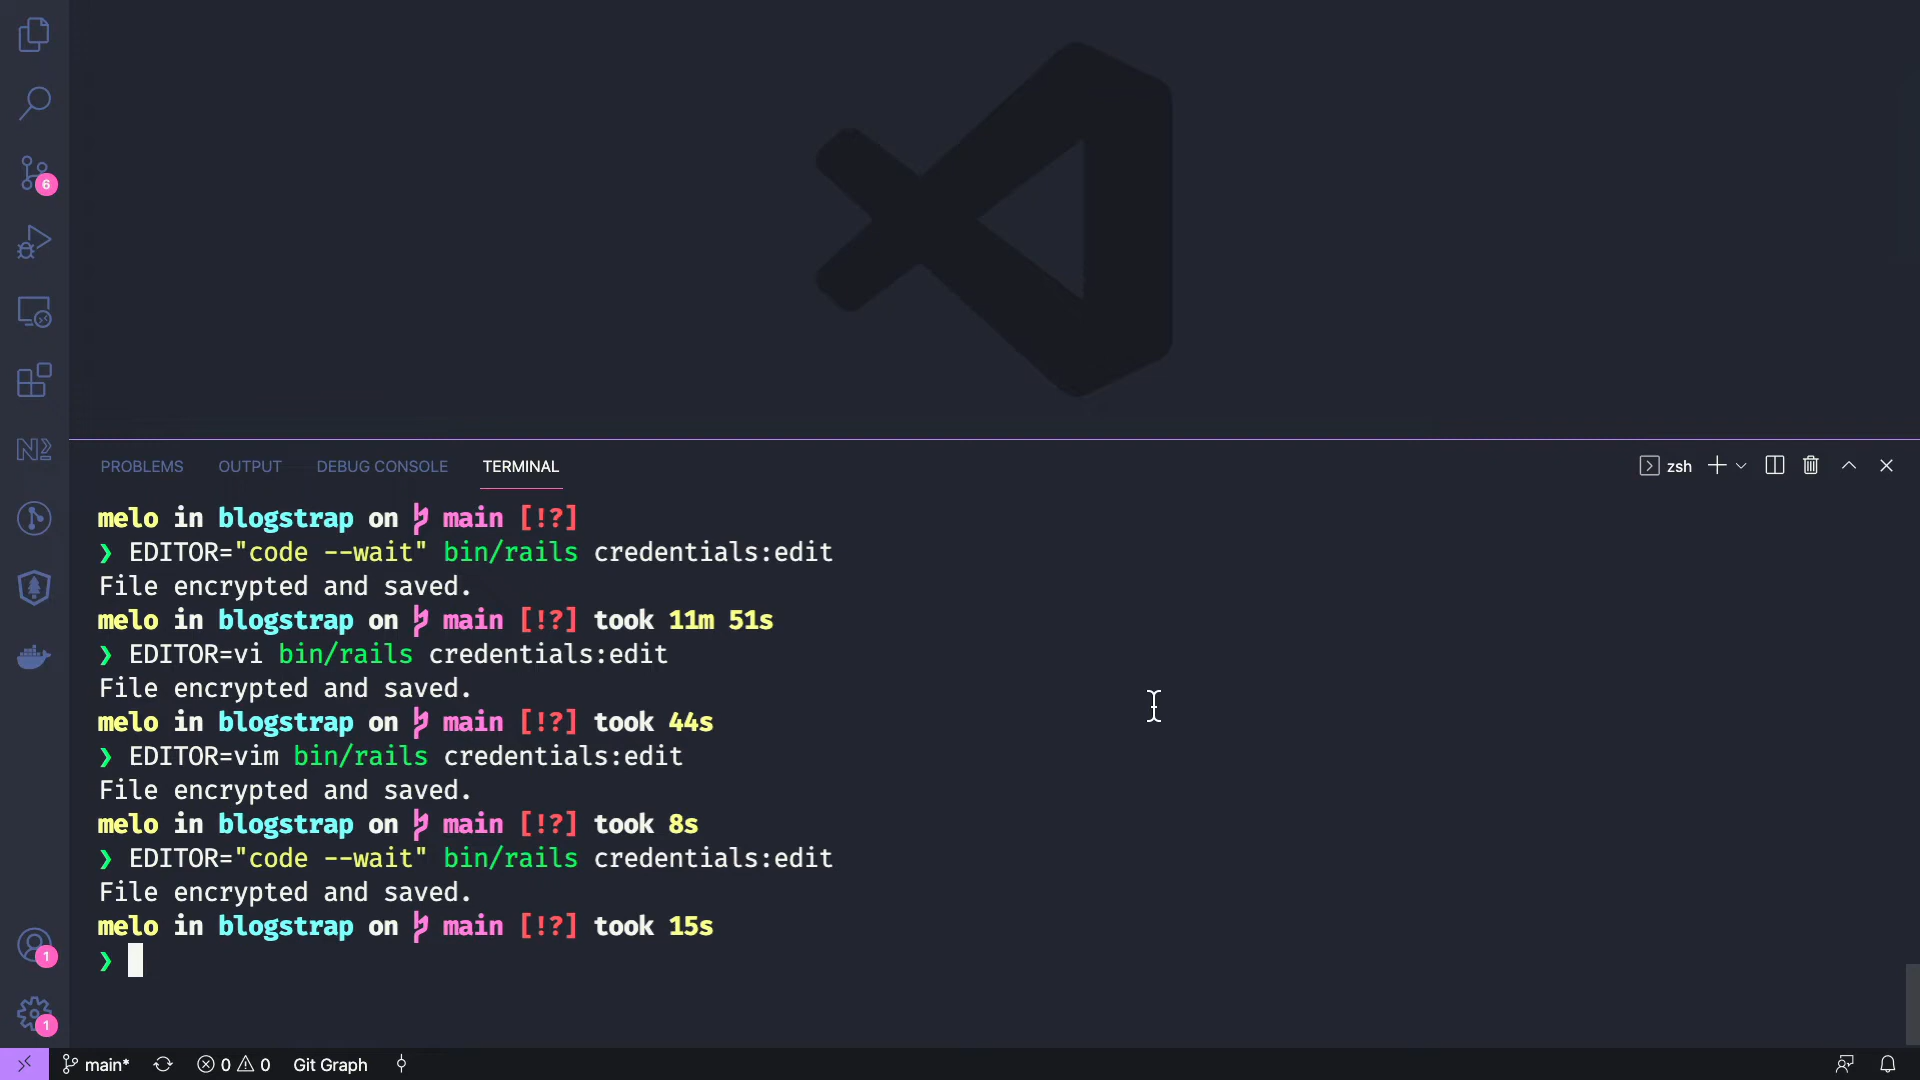 6
PROBLEMS OUTPUT DEBUG CONSOLE TERMINAL zsh
melo in blogstrap on main [!?]
❯ EDITOR="code --wait" bin/rails credentials:edit
File encrypted and saved.
melo in blogstrap on main [!?] took 11m 51s
❯ EDITOR=vi bin/rails credentials:edit
File encrypted and saved.
melo in blogstrap on main [!?] took 44s
❯ EDITOR=vim bin/rails credentials:edit
File encrypted and saved.
melo in blogstrap on main [!?] took 8s
❯ EDITOR="code --wait" bin/rails credentials:edit
File encrypted and saved.
melo in blogstrap on main [!?] took 15s
❯
1
1
main* 0 0 Git Graph